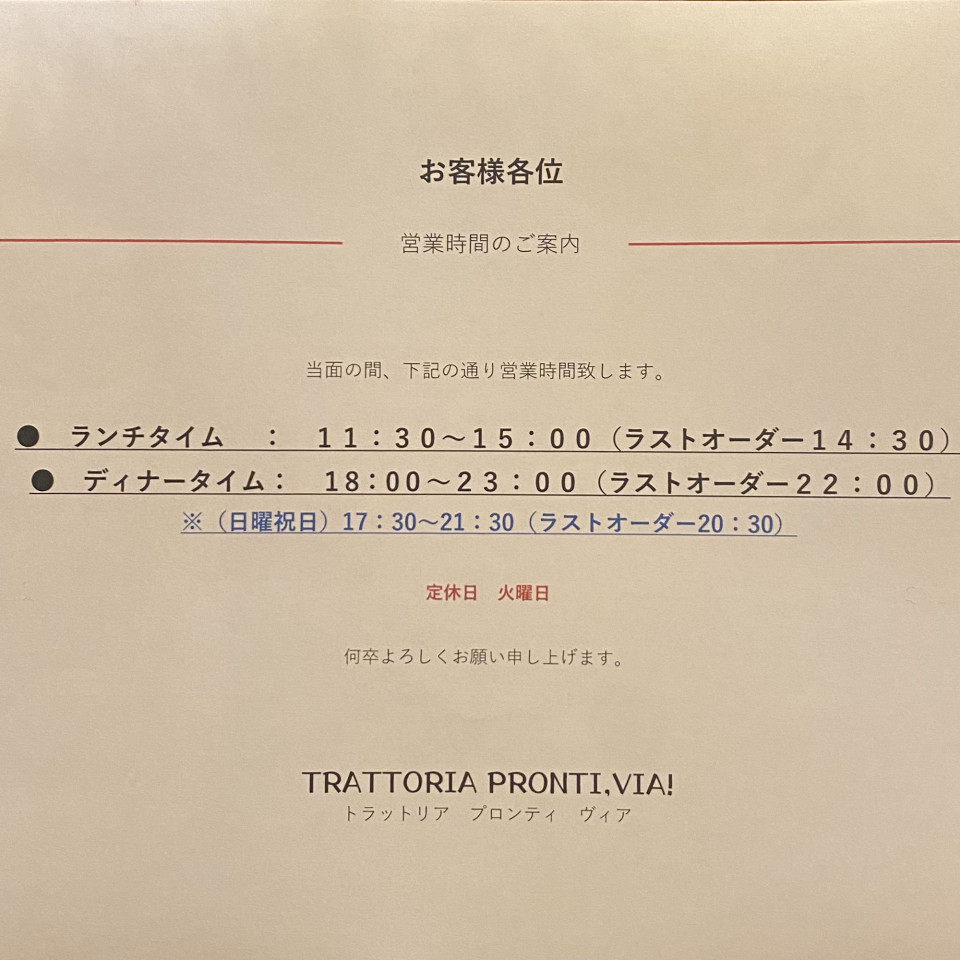 お客様各位
営業時間のご案内
当面の間、下記の通り営業時間致します。
● ランチタイム ： １１：３０～１５：００（ラストオーダー１４：３０）
● ディナータイム： 18：00～２３：００（ラストオーダー２２：００）
※（日曜祝日）17：30～21：30（ラストオーダー20：30）
定休日 火曜日
何卒よろしくお願い申し上げます。
TRATTORIA PRONTI,VIA!
トラットリア プロンティ ヴィア